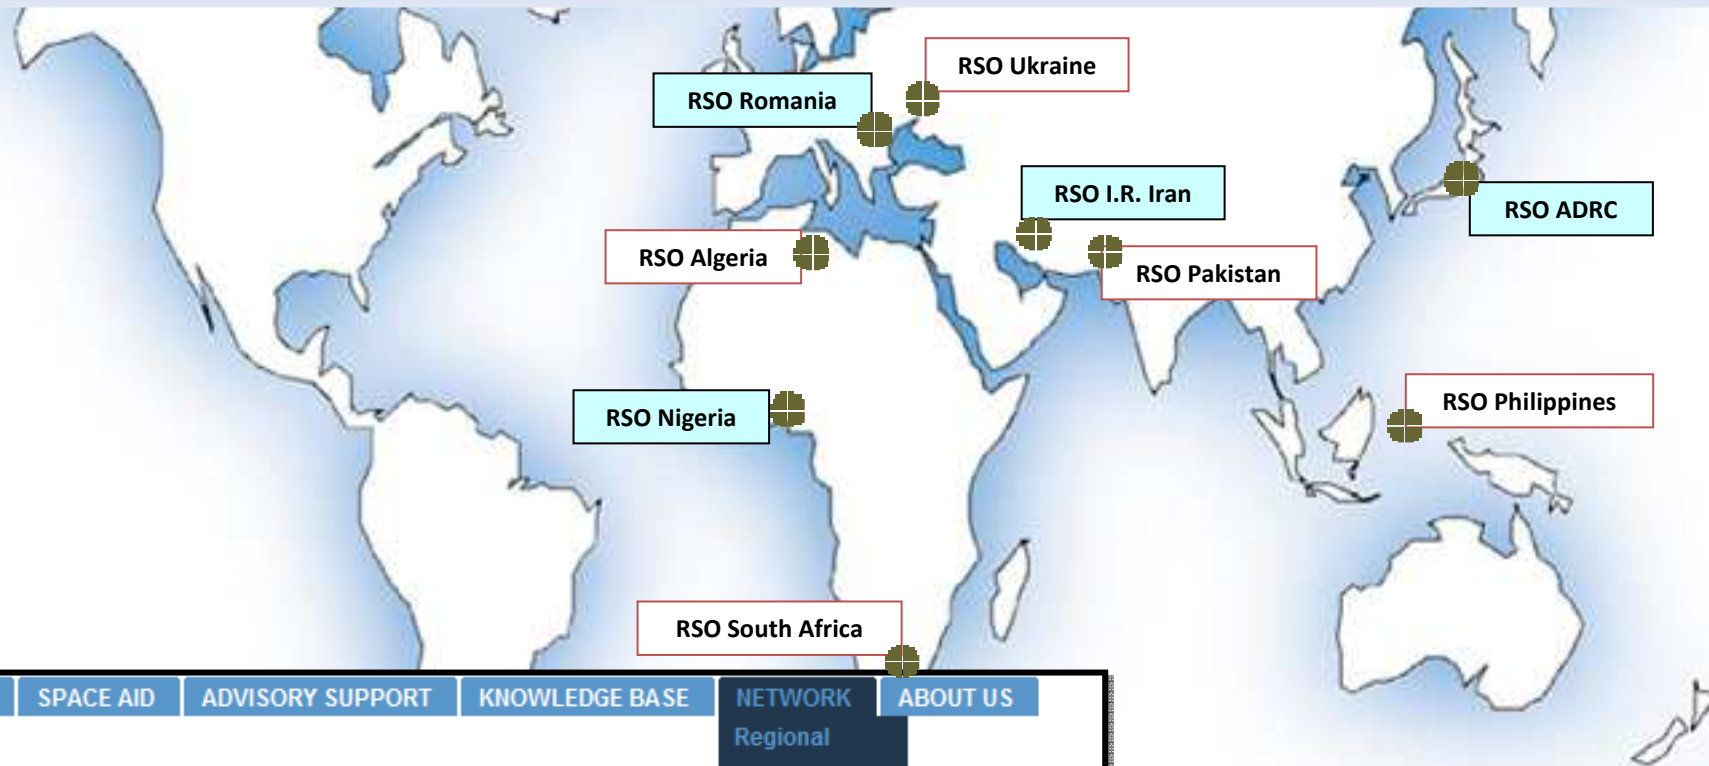 RSO Ukraine
RSO Romania
RSO I.R. Iran
RSO ADRC
RSO Algeria
RSO Pakistan
RSO Philippines
RSO Nigeria
RSO South Africa
SPACE AID
ADVISORY SUPPORT
KNOWLEDGE BASE
NETWORK
ABOUT US
Regional